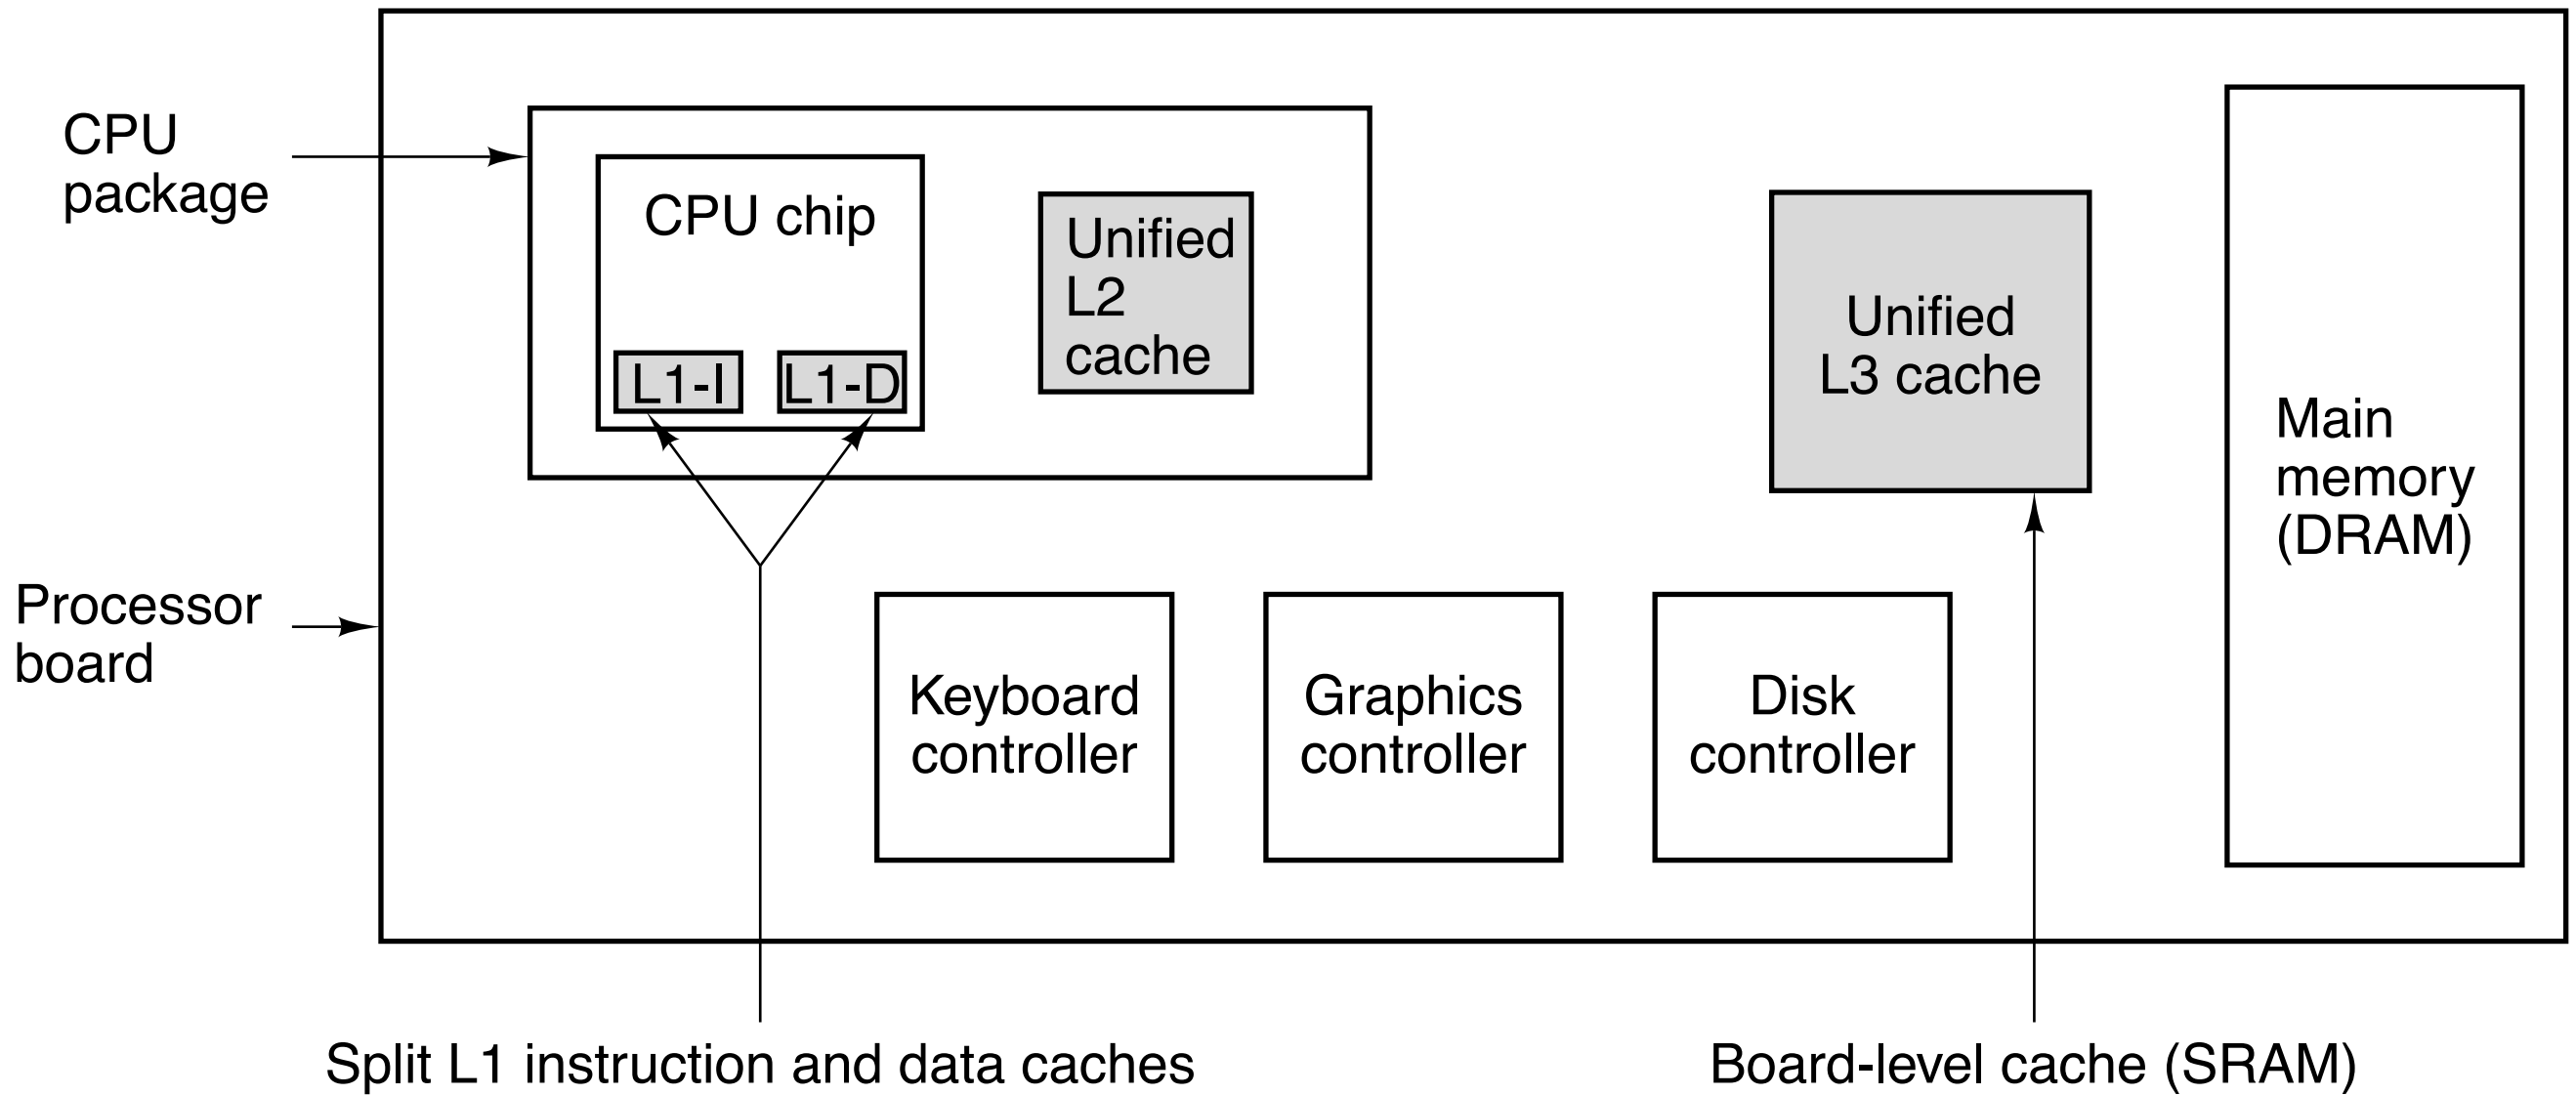 CPU
package
CPU chip
L1-I
L1-D
Unified
L2
cache
Unified
L3 cache
Main
memory
(DRAM)
Processor
board
Keyboard
controller
Graphics
controller
Disk
controller
Split L1 instruction and data caches
Board-level cache (SRAM)